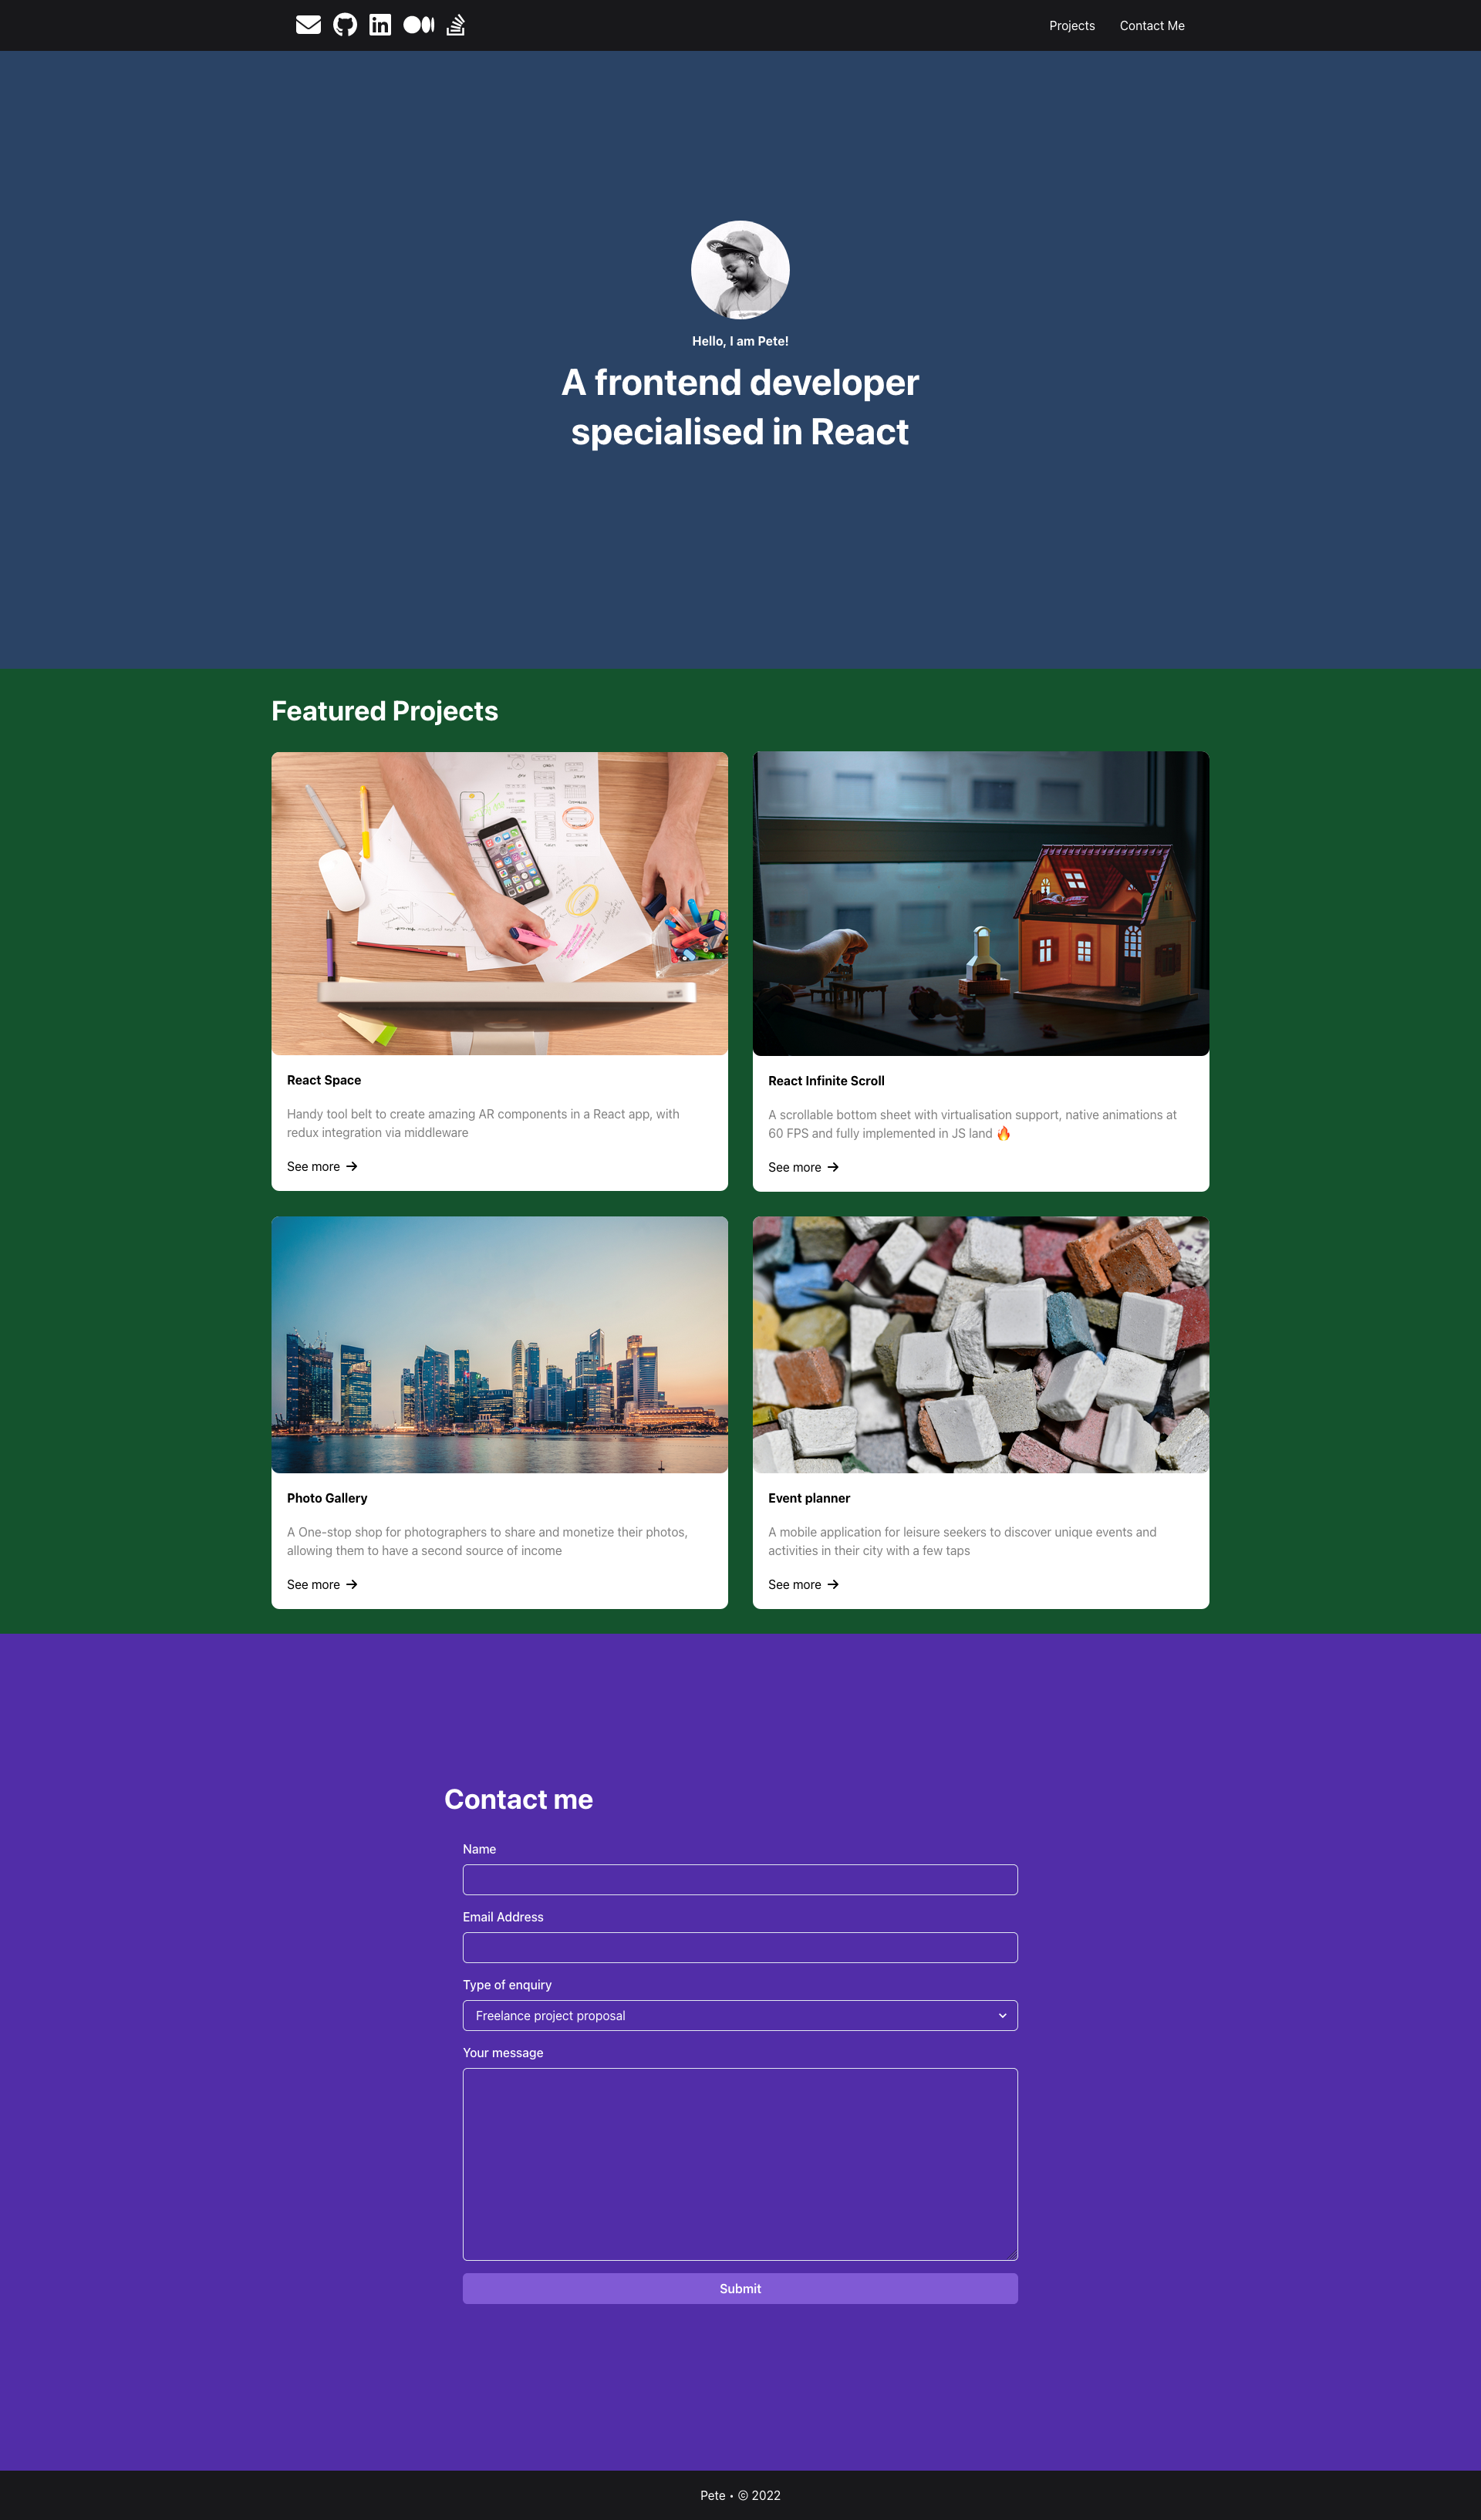 Projects
Contact Me
Hello, I am Pete!
A frontend developer
specialised in React
Featured Projects
React Space
Handy tool belt to create amazing AR components in a React app, with
redux integration via middleware
See more →
React Infinite Scroll
A scrollable bottom sheet with virtualisation support, native animations at
60 FPS and fully implemented in JS land 🔥
See more →
Photo Gallery
A One-stop shop for photographers to share and monetize their photos,
allowing them to have a second source of income
See more →
Event planner
A mobile application for leisure seekers to discover unique events and
activities in their city with a few taps
See more →
Contact me
Name
Email Address
Type of enquiry
Freelance project proposal
Your message
Submit
Pete • © 2022